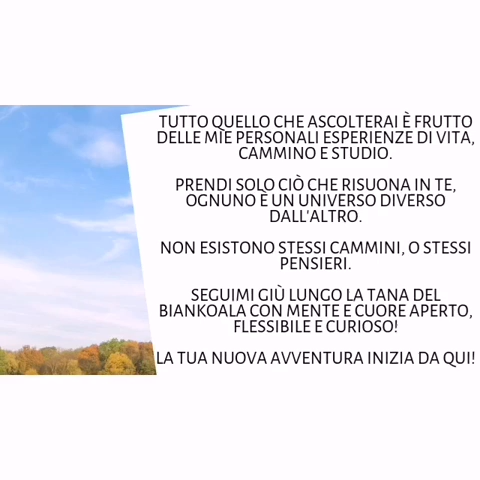 TUTTO QUELLO CHE ASCOLTERAI È FRUTTO
DELLE MIE PERSONALI ESPERIENZE DI VITA,
CAMMINO E STUDIO.
PRENDI SOLO CIÒ CHE RISUONA IN TE,
OGNUNO È UN UNIVERSO DIVERSO
DALL'ALTRO.
NON ESISTONO STESSI CAMMINI, O STESSI
PENSIERI.
SEGUIMI GIÙ LUNGO LA TANA DEL
BIANKOALA CON MENTE E CUORE APERTO,
FLESSIBILE E CURIOSO!
LA TUA NUOVA AVVENTURA INIZIA DA QUI!